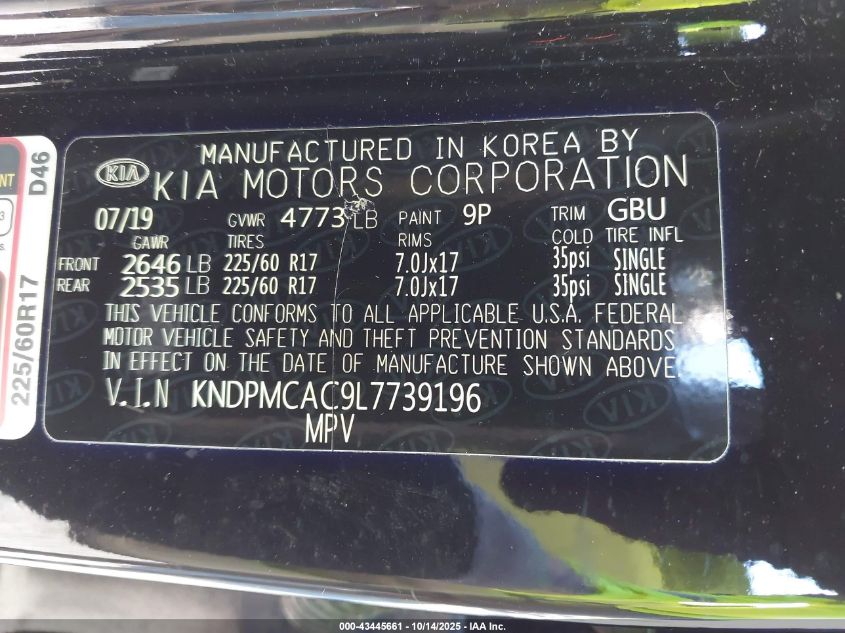 MANUFACTURED IN KOREA BY
KIA KIA MOTORS CORPORATION
07/19 GVWR 4773 LB PAINT 9P TRIM GBU
GAWR TIRES RIMS COLD TIRE INFL
FRONT 2646 LB 225/60 R17 7.0Jx17 35psi SINGLE
REAR 2535 LB 225/60 R17 7.0Jx17 35psi SINGLE
THIS VEHICLE CONFORMS TO ALL APPLICABLE U.S.A. FEDERAL
MOTOR VEHICLE SAFETY AND THEFT PREVENTION STANDARDS
IN EFFECT ON THE DATE OF MANUFACTURE SHOWN ABOVE.
V.I.N KNDPMCAC9L7739196
MPV
D46
225/60R17
000-43445661 - 10/14/2025 - IAA Inc.